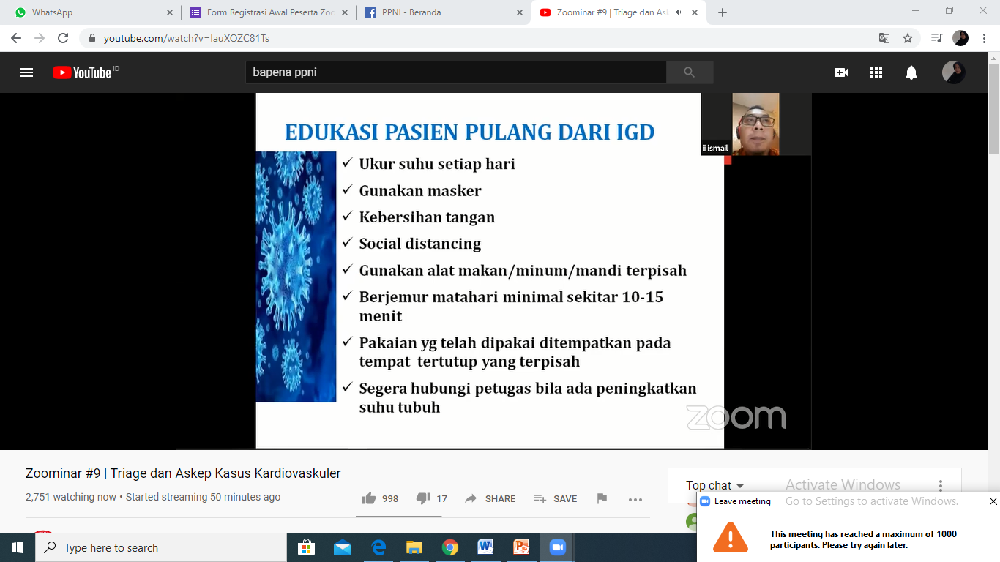 WhatsApp
Form Registrasi Awal Peserta Zoo
PPNI - Beranda
Zoominar #9 | Triage dan Ask
youtube.com/watch?v=IauXOZC81Ts
YouTube ID
bapena ppni
EDUKASI PASIEN PULANG DARI IGD
ii ismail
✓ Ukur suhu setiap hari
✓ Gunakan masker
✓ Kebersihan tangan
✓ Social distancing
✓ Gunakan alat makan/minum/mandi terpisah
✓ Berjemur matahari minimal sekitar 10-15
menit
✓ Pakaian yg telah dipakai ditempatkan pada
tempat tertutup yang terpisah
✓ Segera hubungi petugas bila ada peningkatkan
suhu tubuh
zoom
Zoominar #9 | Triage dan Askep Kasus Kardiovaskuler
2,751 watching now • Started streaming 50 minutes ago
998
17
SHARE
SAVE
Top chat
Activate Windows
Go to Settings to activate Windows.
Leave meeting
This meeting has reached a maximum of 1000
participants. Please try again later.
Type here to search